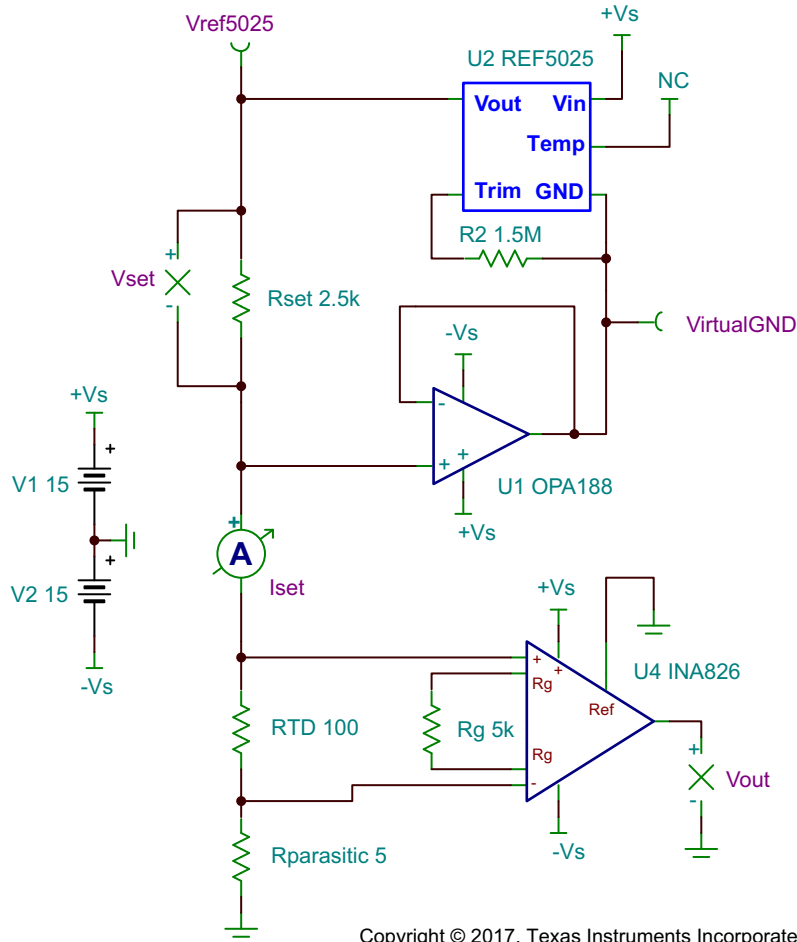 Vref5025
+Vs
U2 REF5025
NC
Vout Vin
Temp
Trim GND
R2 1.5M
+
Vset
-
Rset 2.5k
VirtualGND
-Vs
-
+ +
U1 OPA188
+Vs
+Vs
+
V1 15
+
V2 15
-Vs
+
A
Iset
+Vs
+
+
Rg
U4 INA826
Ref
RTD 100
Rg 5k
Rg
-
+
Vout
-
-Vs
Rparasitic 5
Copyright © 2017, Texas Instruments Incorporate